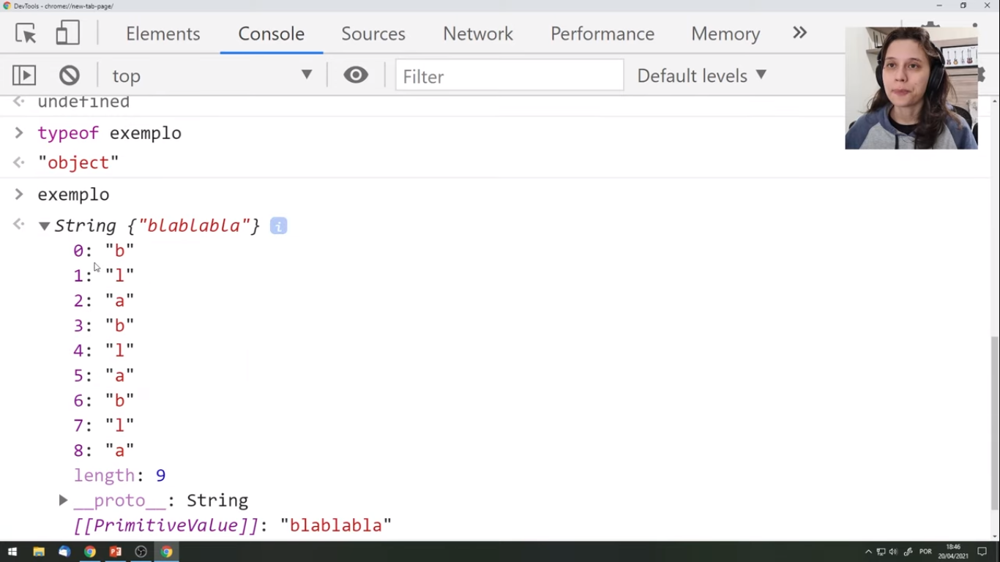 DevTools - chrome://new-tab-page/
Elements Console Sources Network Performance Memory »
top Filter Default levels
undefined
> typeof exemplo
"object"
> exemplo
String {"blablabla"} i
0: "b"
1: "l"
2: "a"
3: "b"
4: "l"
5: "a"
6: "b"
7: "l"
8: "a"
length: 9
__proto__: String
[[PrimitiveValue]]: "blablabla"
POR
18:46
20/04/2021